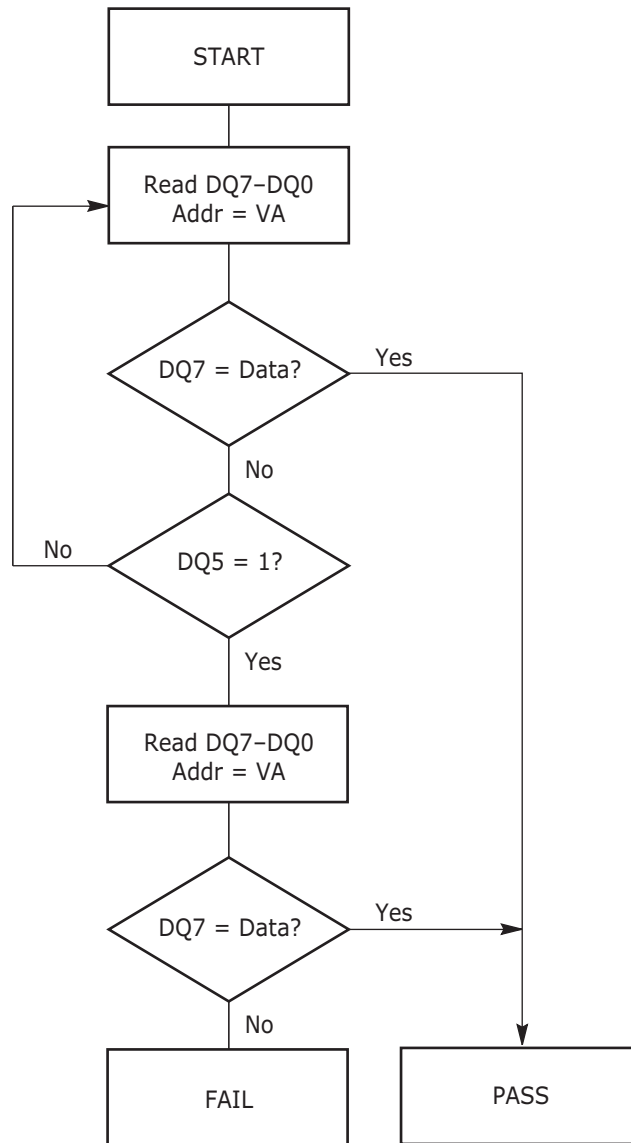 START
Read DQ7–DQ0
Addr = VA
DQ7 = Data?
Yes
No
No
DQ5 = 1?
Yes
Read DQ7–DQ0
Addr = VA
DQ7 = Data?
Yes
No
FAIL
PASS